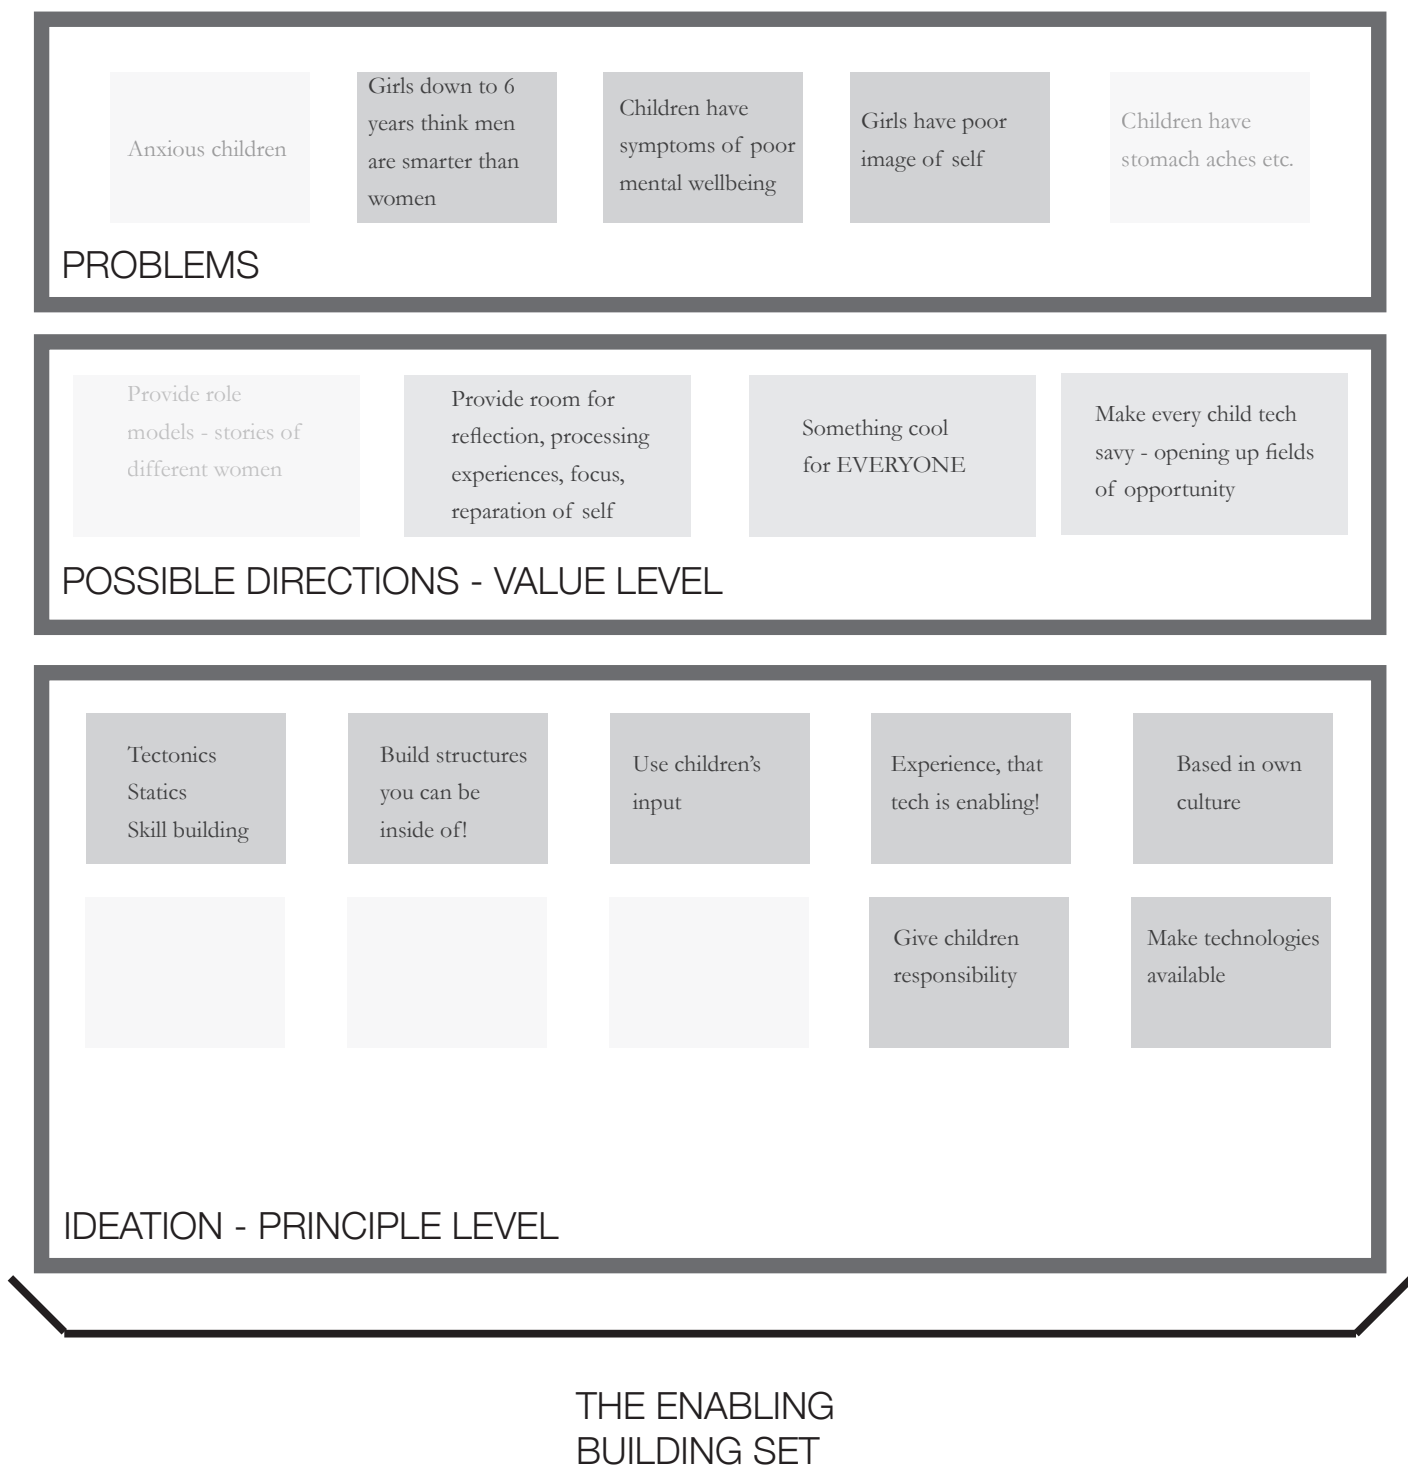 Anxious children
Girls down to 6
years think men
are smarter than
women
Children have
symptoms of poor
mental wellbeing
Girls have poor
image of self
Children have
stomach aches etc.
PROBLEMS
Provide role
models - stories of
different women
Provide room for
reflection, processing
experiences, focus,
reparation of self
Something cool
for EVERYONE
Make every child tech
savy - opening up fields
of opportunity
POSSIBLE DIRECTIONS - VALUE LEVEL
Tectonics
Statics
Skill building
Build structures
you can be
inside of!
Use children's
input
Experience, that
tech is enabling!
Based in own
culture
Give children
responsibility
Make technologies
available
IDEATION - PRINCIPLE LEVEL
THE ENABLING
BUILDING SET